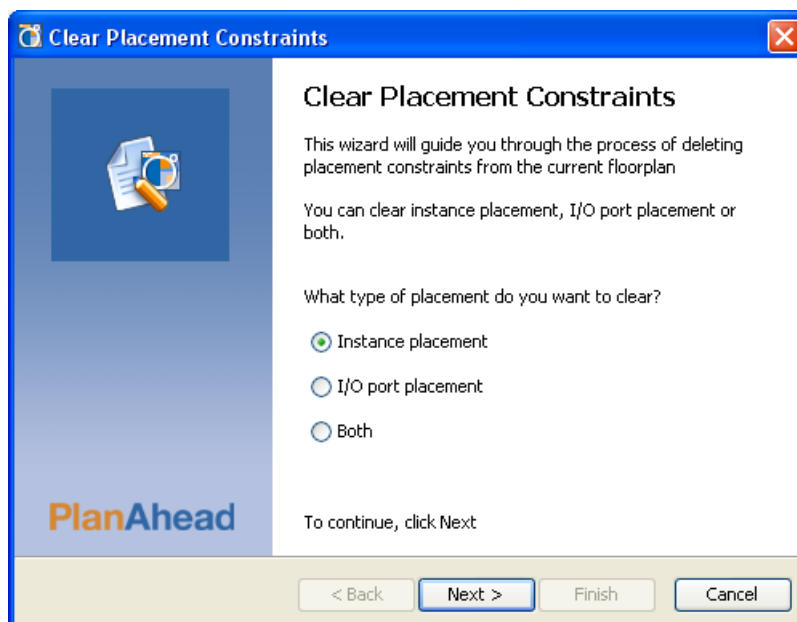 Clear Placement Constraints
Clear Placement Constraints
This wizard will guide you through the process of deleting
placement constraints from the current floorplan
You can clear instance placement, I/O port placement or
both.
What type of placement do you want to clear?
Instance placement
I/O port placement
Both
PlanAhead
To continue, click Next
< Back
Next >
Finish
Cancel